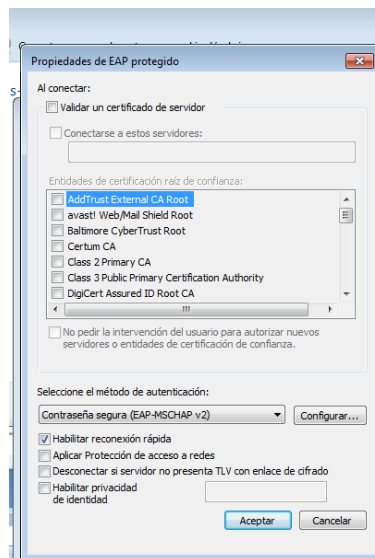 Propiedades de EAP protegido
Al conectar:
Validar un certificado de servidor
Conectarse a estos servidores:
Entidades de certificación raíz de confianza:
AddTrust External CA Root
avast! Web/Mail Shield Root
Baltimore CyberTrust Root
Certum CA
Class 2 Primary CA
Class 3 Public Primary Certification Authority
DigiCert Assured ID Root CA
No pedir la intervención del usuario para autorizar nuevos
servidores o entidades de certificación de confianza.
Seleccione el método de autenticación:
Contraseña segura (EAP-MSCHAP v2)
Configurar...
Habilitar reconexión rápida
Aplicar Protección de acceso a redes
Desconectar si servidor no presenta TLV con enlace de cifrado
Habilitar privacidad
de identidad
Aceptar
Cancelar